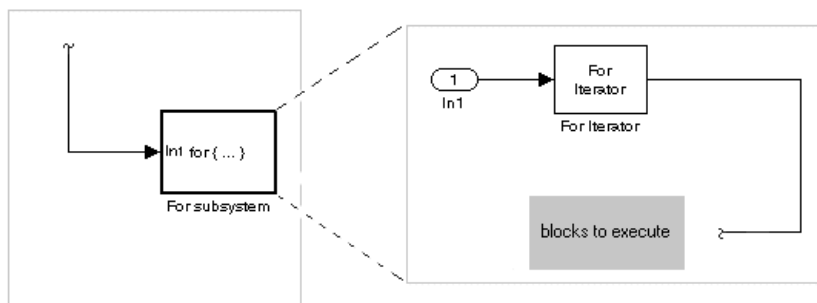 In1 for { ... }
For subsystem
1
In1
For
Iterator
For Iterator
blocks to execute